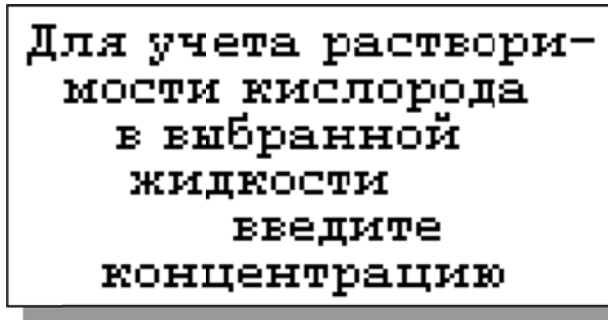 Для учета раствори-
мости кислорода
в выбранной
жидкости
введите
концентрацию